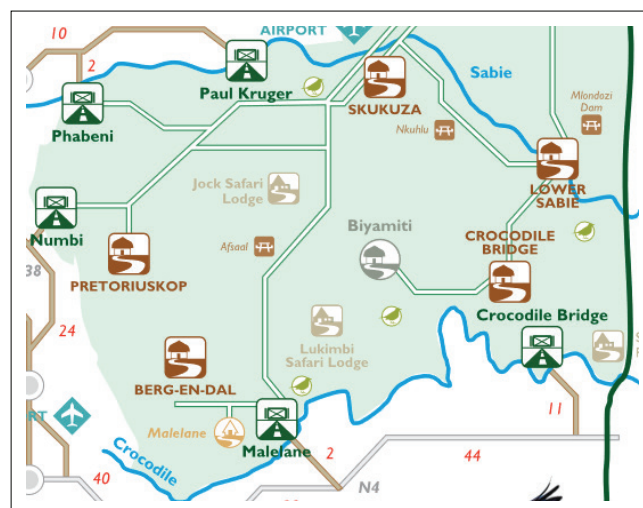 10
AIRPORT
2
Paul Kruger
SKUKUZA
Sabie
Mlondozi
Dam
Phabeni
Nkuhlu
LOWER
SABIE
Jock Safari
Lodge
Numbi
Afsaal
Biyamiti
CROCODILE
BRIDGE
38
PRETORIUSKOP
Crocodile Bridge
24
Lukimbi
Safari Lodge
BERG-EN-DAL
RT
Malelane
Malelane
11
Crocodile
2
44
40
N4